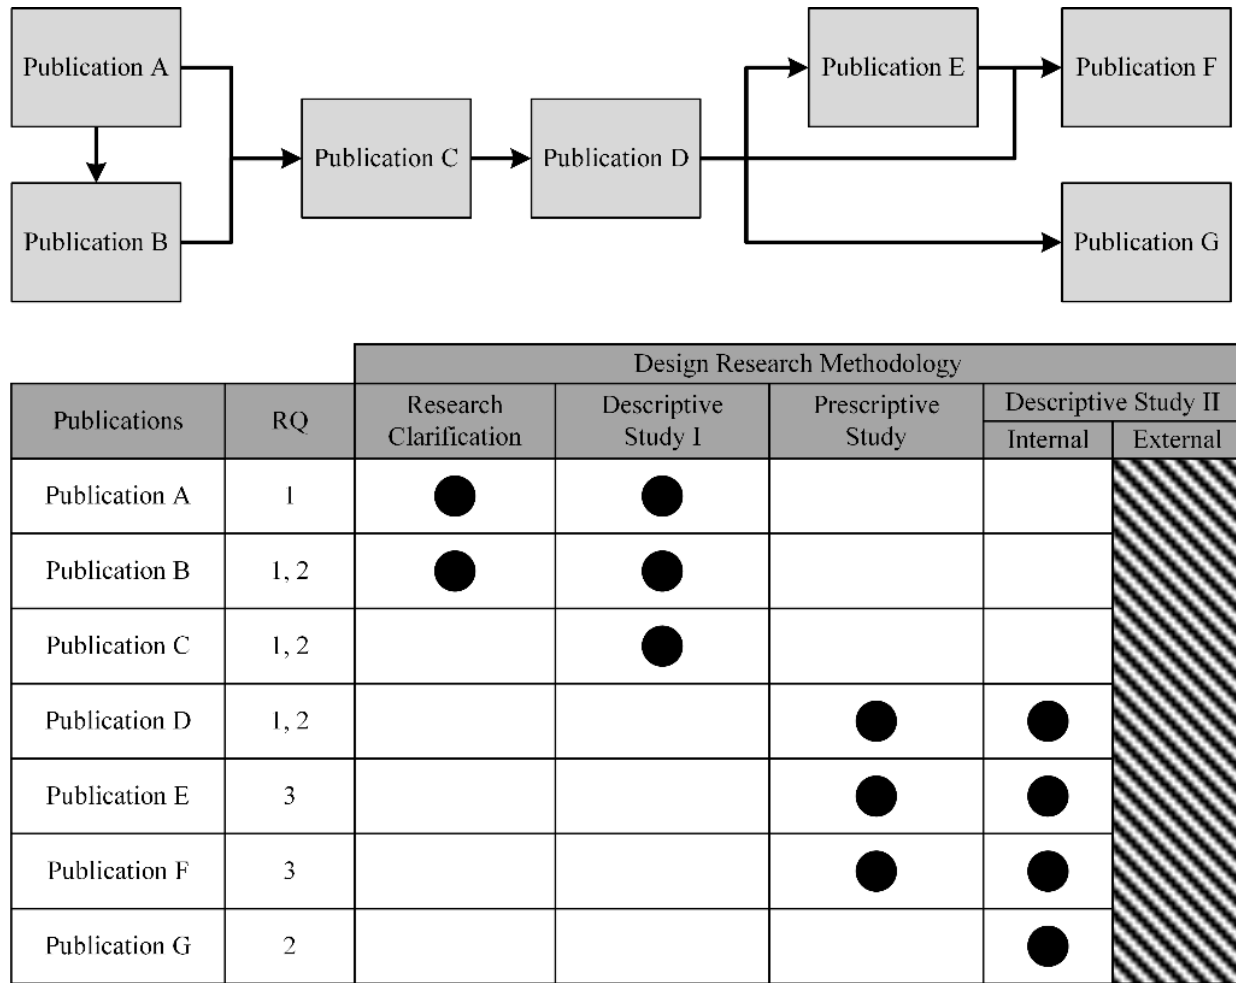 Publication A
Publication E
Publication F
Publication C
Publication D
Publication B
Publication G
Design Research Methodology
Publications
RQ
Research
Clarification
Descriptive
Study I
Prescriptive
Study
Descriptive Study II
Internal
External
Publication A
1
Publication B
1, 2
Publication C
1, 2
Publication D
1, 2
Publication E
3
Publication F
3
Publication G
2